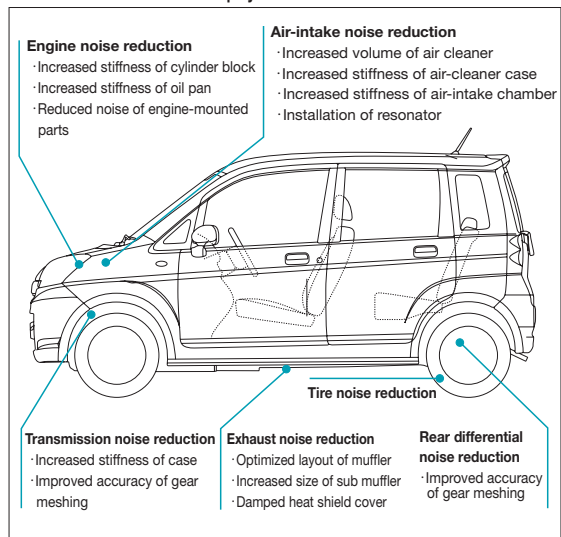 Engine noise reduction
·Increased stiffness of cylinder block
·Increased stiffness of oil pan
·Reduced noise of engine-mounted
parts
Air-intake noise reduction
·Increased volume of air cleaner
·Increased stiffness of air-cleaner case
·Increased stiffness of air-intake chamber
·Installation of resonator
Tire noise reduction
Transmission noise reduction
·Increased stiffness of case
·Improved accuracy of gear
meshing
Exhaust noise reduction
·Optimized layout of muffler
·Increased size of sub muffler
·Damped heat shield cover
Rear differential
noise reduction
·Improved accuracy
of gear meshing